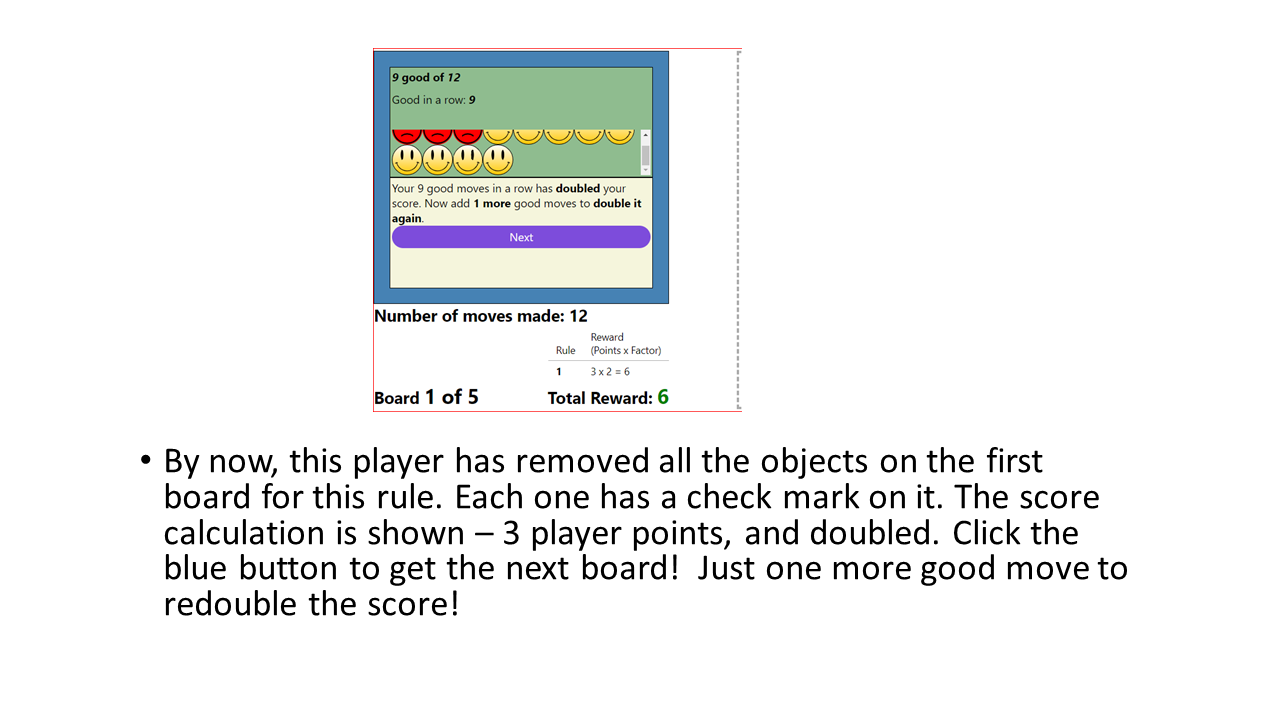 9 good of 12
Good in a row: 9
Your 9 good moves in a row has doubled your
score. Now add 1 more good moves to double it
again.
Next
Number of moves made: 12
Reward
Rule (Points x Factor)
1 3 x 2 = 6
Board 1 of 5 Total Reward: 6
• By now, this player has removed all the objects on the first
board for this rule. Each one has a check mark on it. The score
calculation is shown – 3 player points, and doubled. Click the
blue button to get the next board! Just one more good move to
redouble the score!